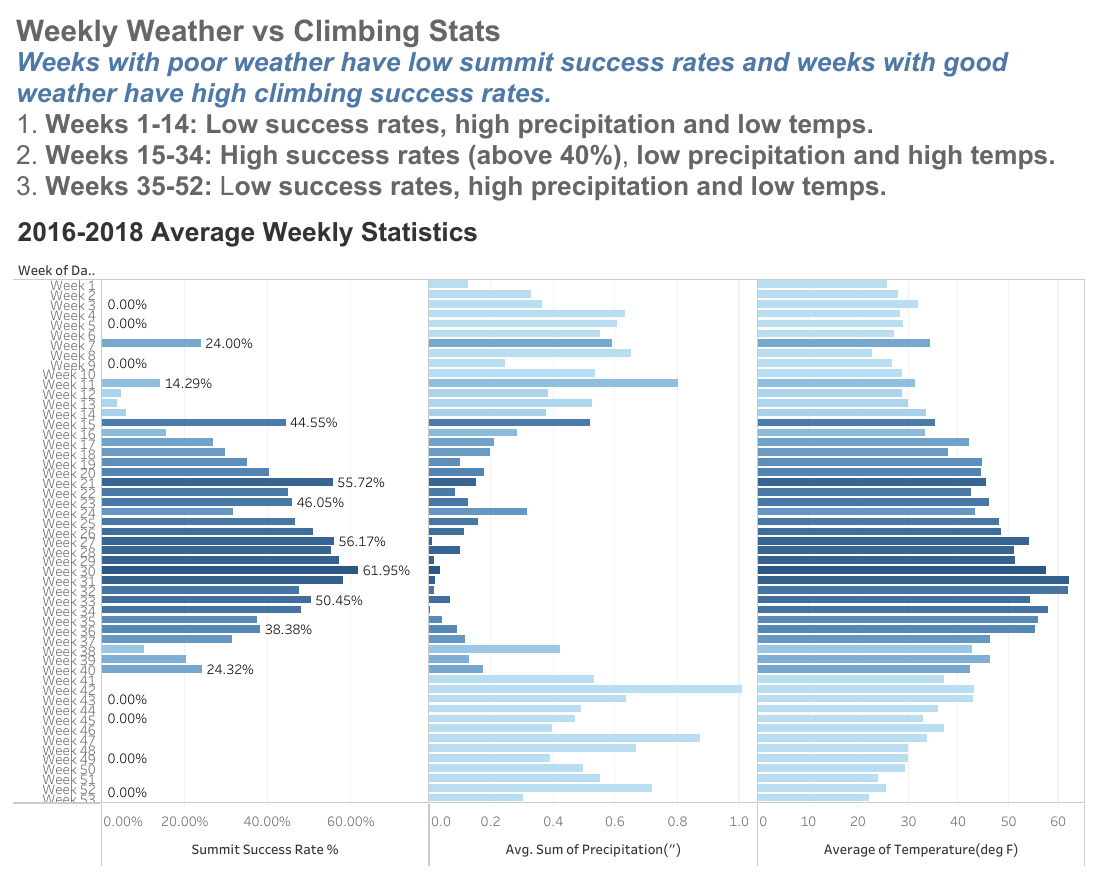 Weekly Weather vs Climbing Stats
Weeks with poor weather have low summit success rates and weeks with good
weather have high climbing success rates.
1. Weeks 1-14: Low success rates, high precipitation and low temps.
2. Weeks 15-34: High success rates (above 40%), low precipitation and high temps.
3. Weeks 35-52: Low success rates, high precipitation and low temps.
2016-2018 Average Weekly Statistics
Week of Da..
Week 1
Week 2
Week 3 0.00%
Week 4
Week 5 0.00%
Week 6
Week 7 24.00%
Week 8
Week 9 0.00%
Week 10
Week 11 14.29%
Week 12
Week 13
Week 14
Week 15 44.55%
Week 16
Week 17
Week 18
Week 19
Week 20
Week 21 55.72%
Week 22
Week 23 46.05%
Week 24
Week 25
Week 26
Week 27 56.17%
Week 28
Week 29
Week 30 61.95%
Week 31
Week 32
Week 33 50.45%
Week 34
Week 35
Week 36 38.38%
Week 37
Week 38
Week 39
Week 40 24.32%
Week 41
Week 42
Week 43 0.00%
Week 44
Week 45 0.00%
Week 46
Week 47
Week 48
Week 49 0.00%
Week 50
Week 51
Week 52 0.00%
Week 53
0.00% 20.00% 40.00% 60.00% 0.0 0.2 0.4 0.6 0.8 1.0 0 10 20 30 40 50 60
Summit Success Rate % Avg. Sum of Precipitation(") Average of Temperature(deg F)